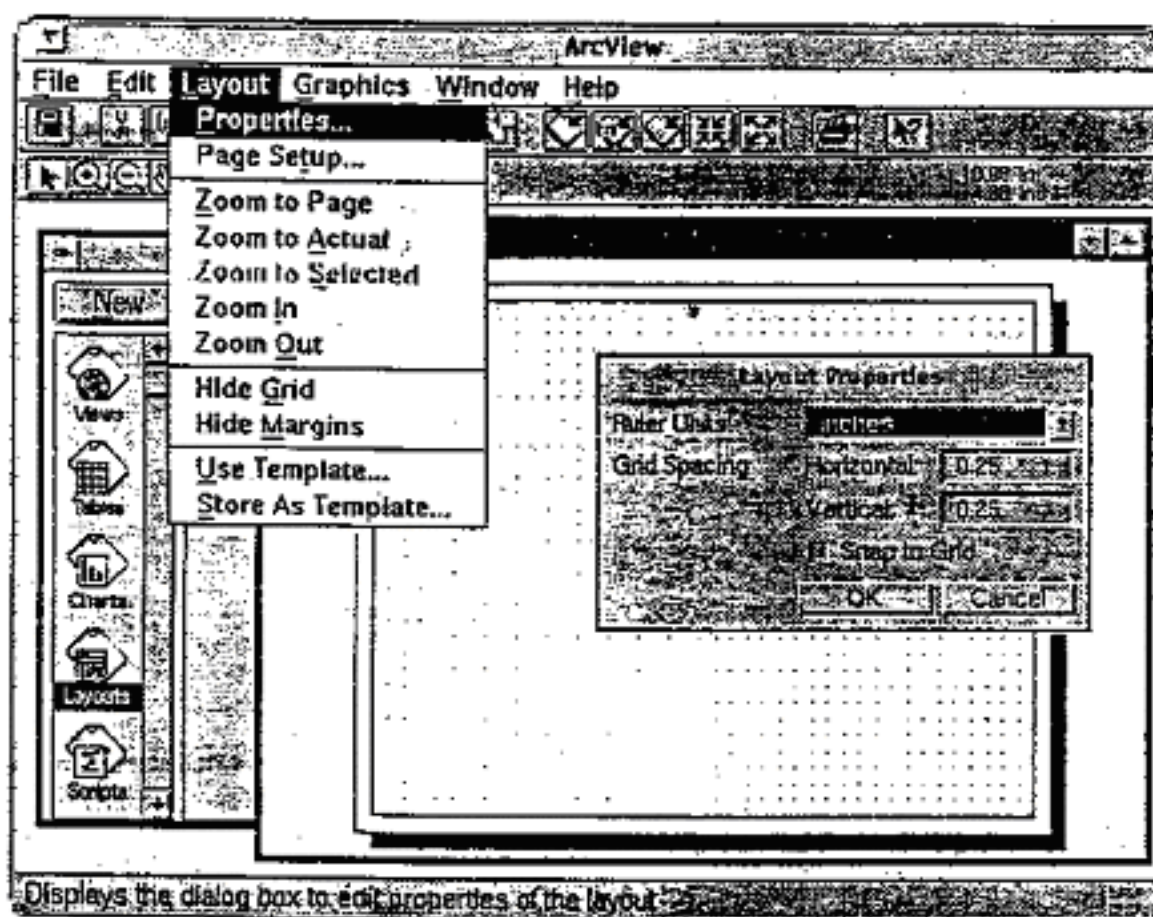 ArcView
File Edit Layout Graphics Window Help
Properties...
Page Setup...
Zoom to Page
Zoom to Actual
Zoom to Selected
Zoom In
Zoom Out
Hide Grid
Hide Margins
Use Template...
Store As Template...
New
Views
Tables
Charts
Layouts
Scripts
Layout Properties
Ruler Units inches
Grid Spacing Horizontal 0.25
Vertical 0.25
Snap to Grid
OK Cancel
Displays the dialog box to edit properties of the layout